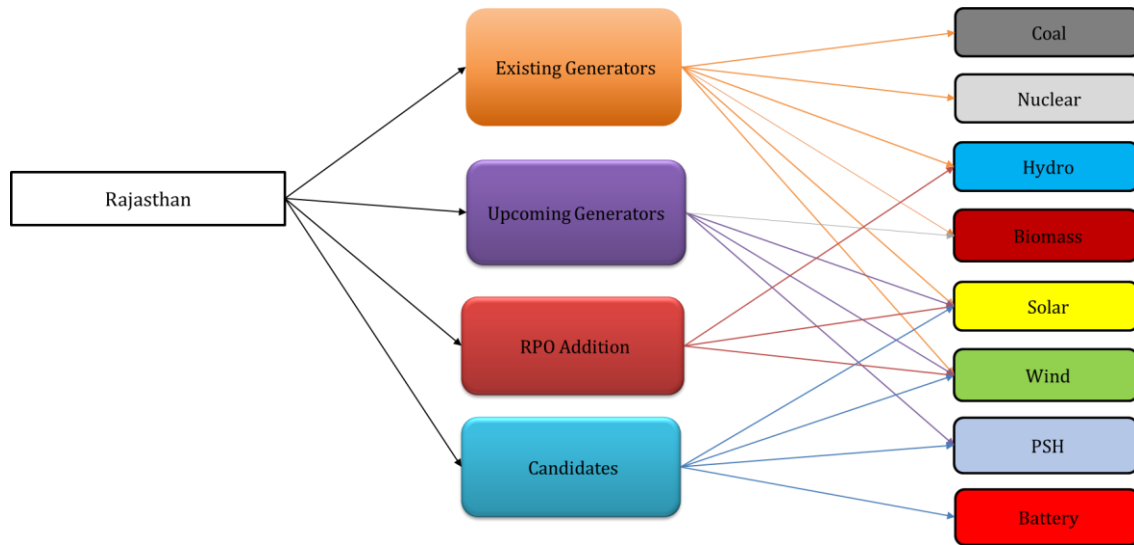 Rajasthan
Existing Generators
Upcoming Generators
RPO Addition
Candidates
Coal
Nuclear
Hydro
Biomass
Solar
Wind
PSH
Battery